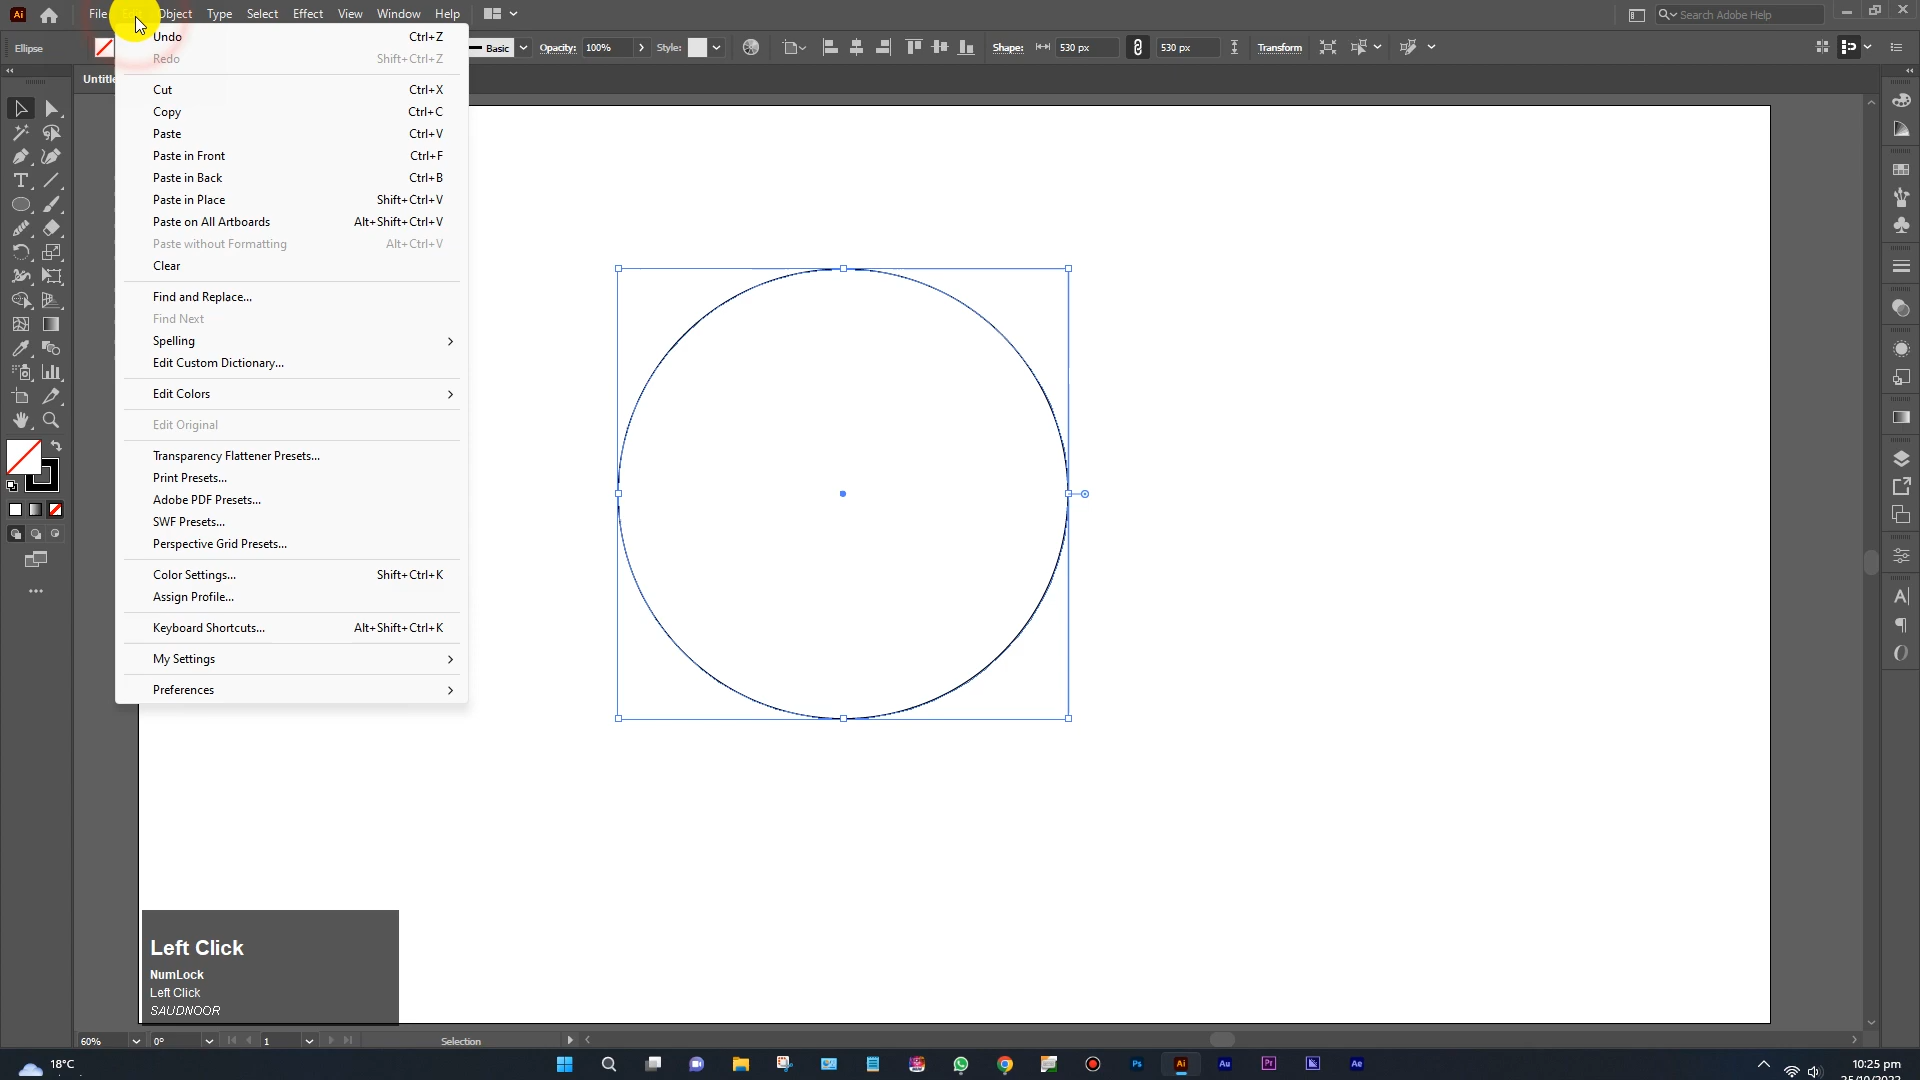 Ai File Object Type Select Effect View Window Help Search Adobe Help
Ellipse Basic Opacity: 100% Style: Shape: 530 px 530 px Transform
Untitle
Undo Ctrl+Z
Redo Shift+Ctrl+Z
Cut Ctrl+X
Copy Ctrl+C
Paste Ctrl+V
Paste in Front Ctrl+F
Paste in Back Ctrl+B
Paste in Place Shift+Ctrl+V
Paste on All Artboards Alt+Shift+Ctrl+V
Paste without Formatting Alt+Ctrl+V
Clear
Find and Replace...
Find Next
Spelling
Edit Custom Dictionary...
Edit Colors
Edit Original
Transparency Flattener Presets...
Print Presets...
Adobe PDF Presets...
SWF Presets...
Perspective Grid Presets...
Color Settings... Shift+Ctrl+K
Assign Profile...
Keyboard Shortcuts... Alt+Shift+Ctrl+K
My Settings
Preferences
Left Click
NumLock
Left Click
SAUDNOOR
60% 0° 1 Selection
18°C Ps Ai Au Pr Ae 10:25 pm